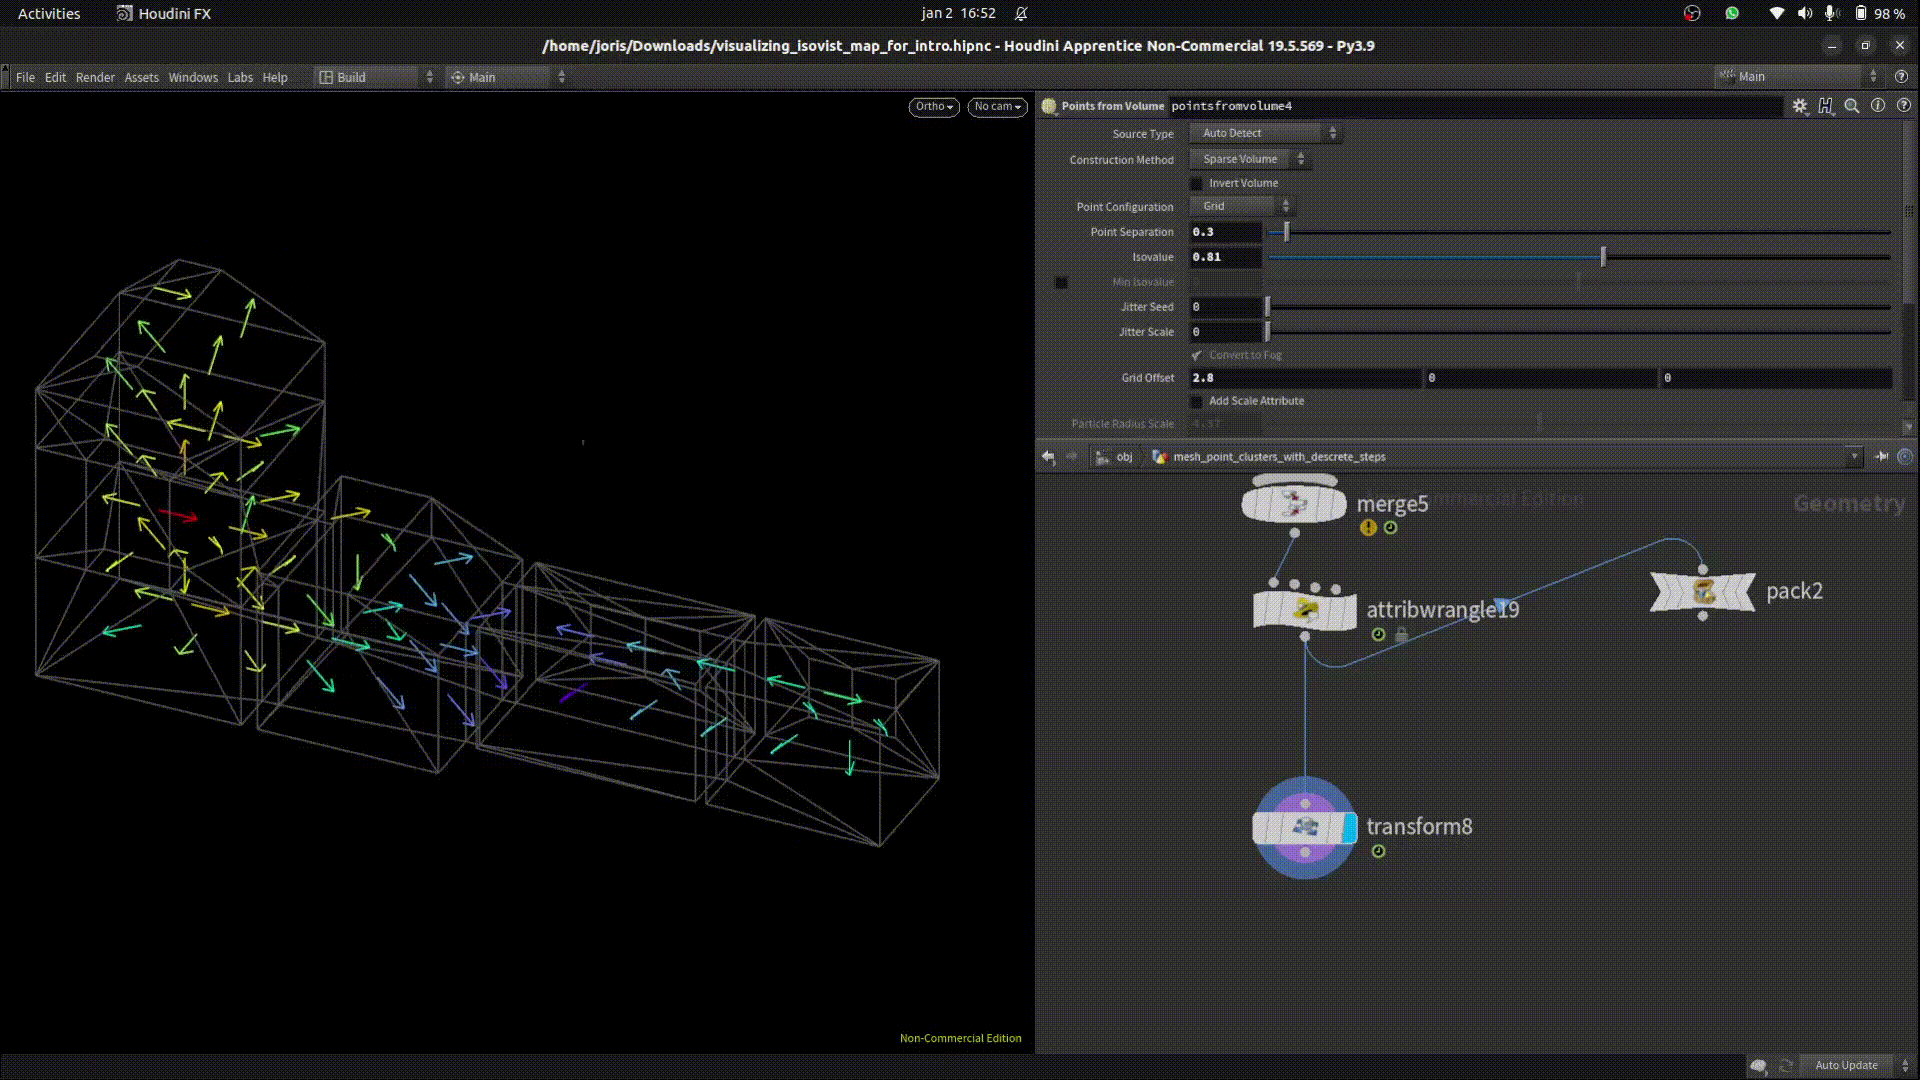 Activities Houdini FX jan 2 16:52 98 %
/home/joris/Downloads/visualizing_isovist_map_for_intro.hipnc - Houdini Apprentice Non-Commercial 19.5.569 - Py3.9
File Edit Render Assets Windows Labs Help Build Main Main
Ortho No cam
Points from Volume pointsfromvolume4
Source Type Auto Detect
Construction Method Sparse Volume
Invert Volume
Point Configuration Grid
Point Separation 0.3
Isovalue 0.81
Min Isovalue
Jitter Seed 0
Jitter Scale 0
Convert to Fog
Grid Offset 2.8 0 0
Add Scale Attribute
Particle Radius Scale 4.37
obj mesh_point_clusters_with_descrete_steps
Commercial Edition Geometry
merge5
pack2
attribwrangle19
transform8
Non-Commercial Edition
Auto Update